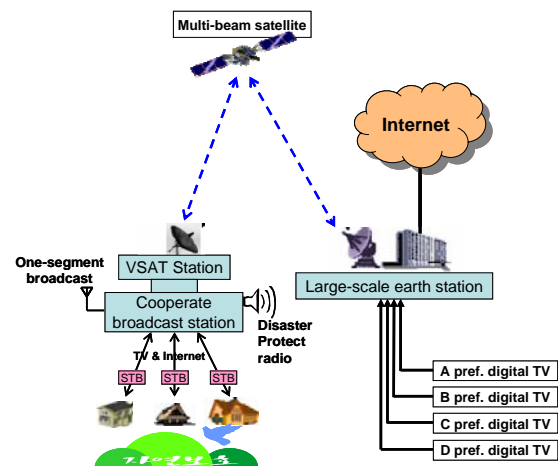 Multi-beam satellite
Internet
One-segment
broadcast
VSAT Station
Cooperate
broadcast station
Disaster
Protect
radio
Large-scale earth station
TV & Internet
STB
STB
STB
A pref. digital TV
B pref. digital TV
C pref. digital TV
D pref. digital TV